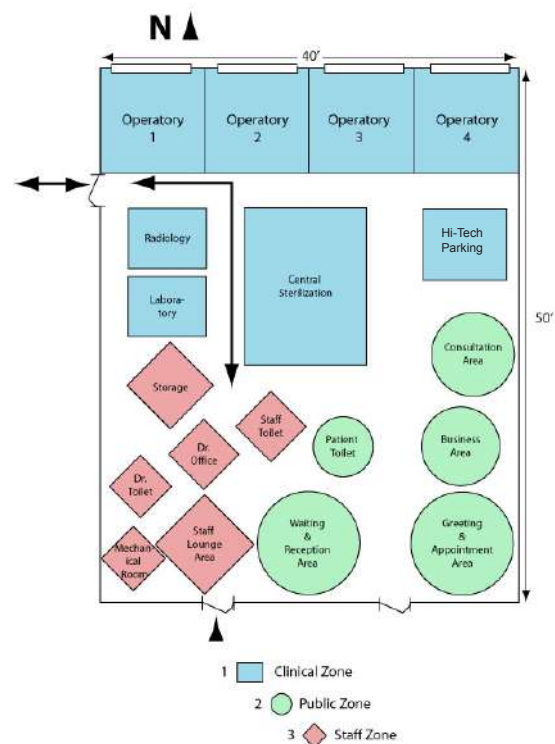 N
40'
Operatory
1
Operatory
2
Operatory
3
Operatory
4
Radiology
Hi-Tech
Parking
Central
Sterilization
Labora-
tory
50'
Consultation
Area
Storage
Staff
Toilet
Dr.
Office
Patient
Toilet
Business
Area
Dr.
Toilet
Mechan-
ical
Room
Staff
Lounge
Area
Waiting
&
Reception
Area
Greeting
&
Appointment
Area
1 Clinical Zone
2 Public Zone
3 Staff Zone